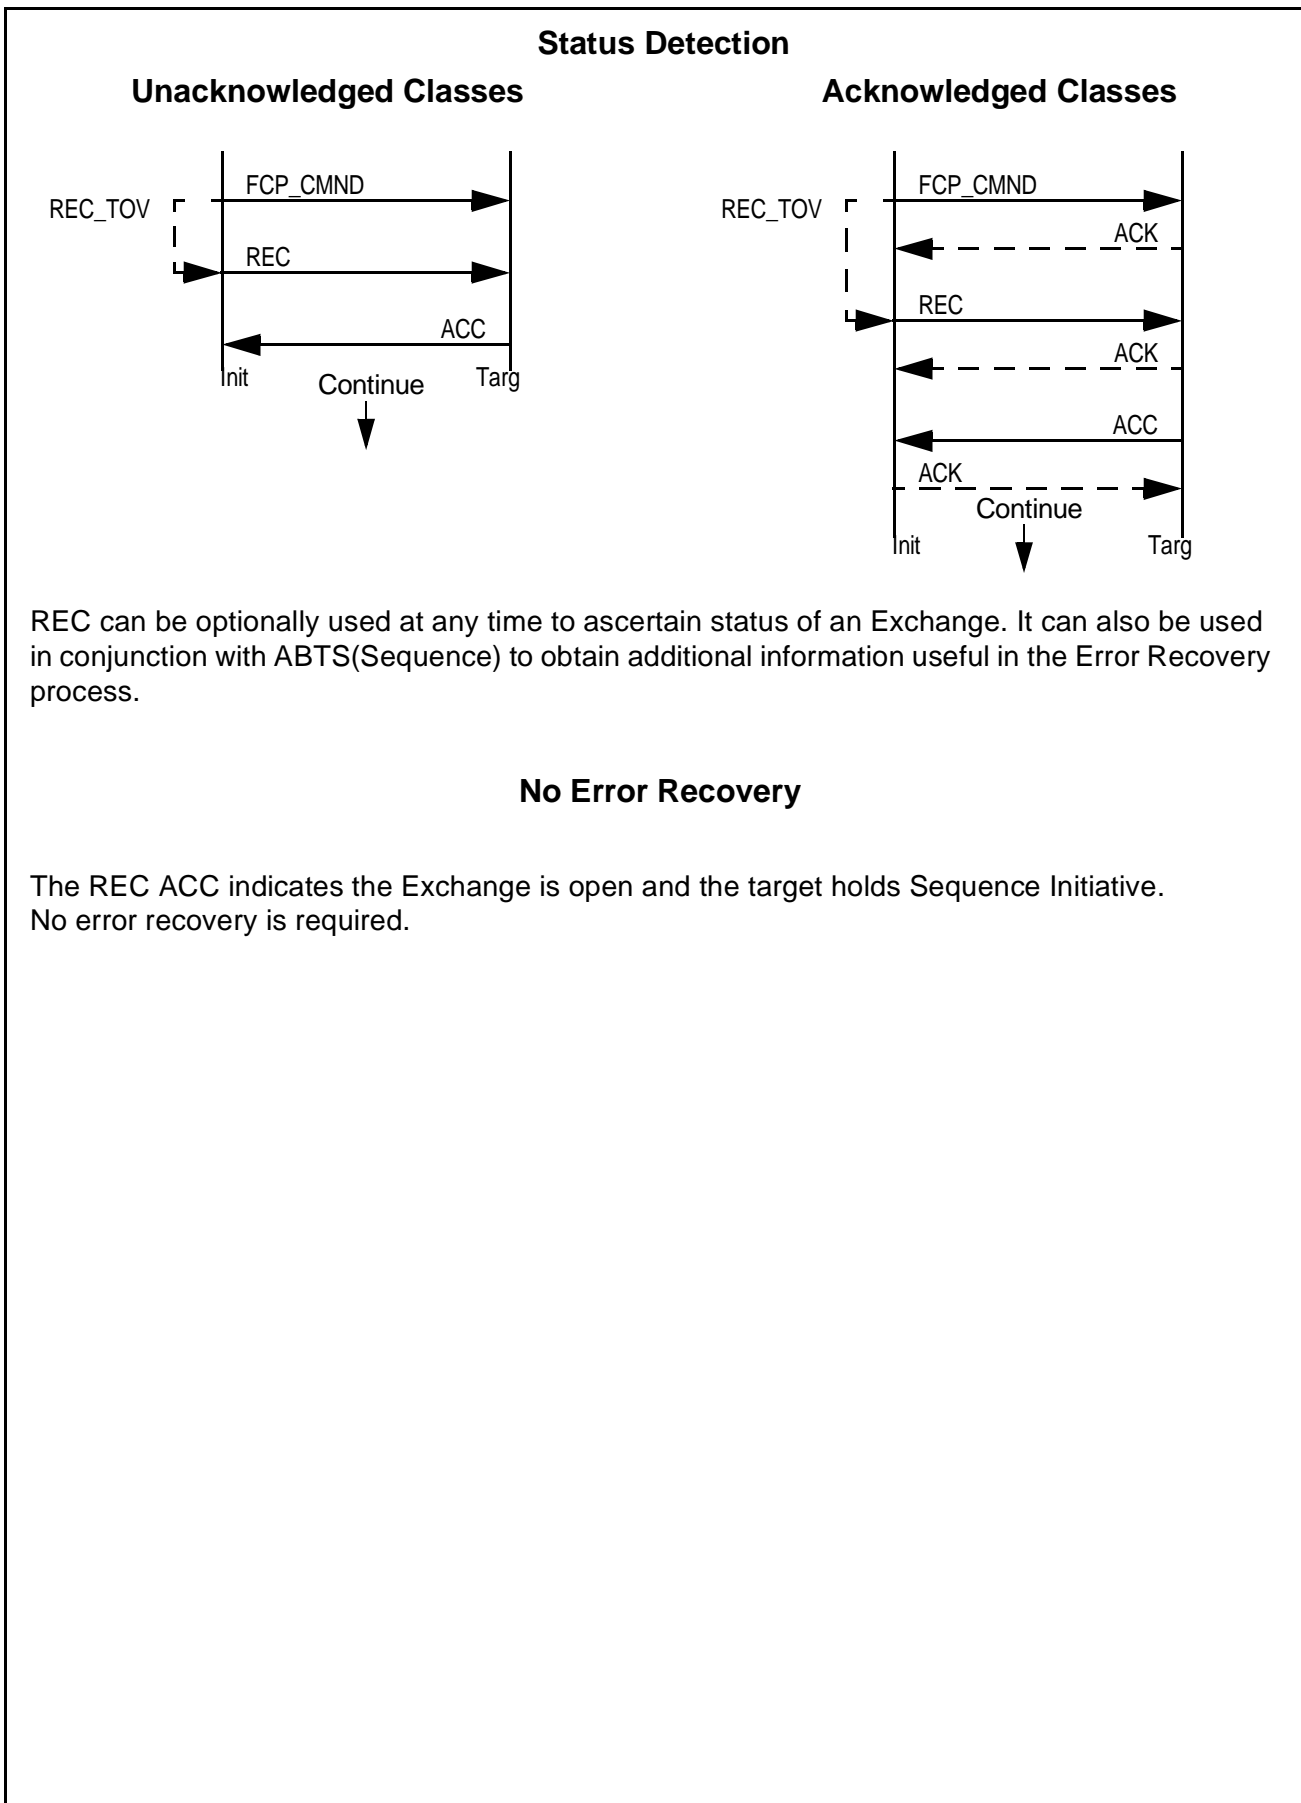 Status Detection
Unacknowledged Classes
Acknowledged Classes
REC_TOV
FCP_CMND
REC
ACC
Init
Continue
Targ
REC_TOV
FCP_CMND
ACK
REC
ACK
ACC
ACK
Continue
Init
Targ
REC can be optionally used at any time to ascertain status of an Exchange. It can also be used
in conjunction with ABTS(Sequence) to obtain additional information useful in the Error Recovery
process.
No Error Recovery
The REC ACC indicates the Exchange is open and the target holds Sequence Initiative.
No error recovery is required.